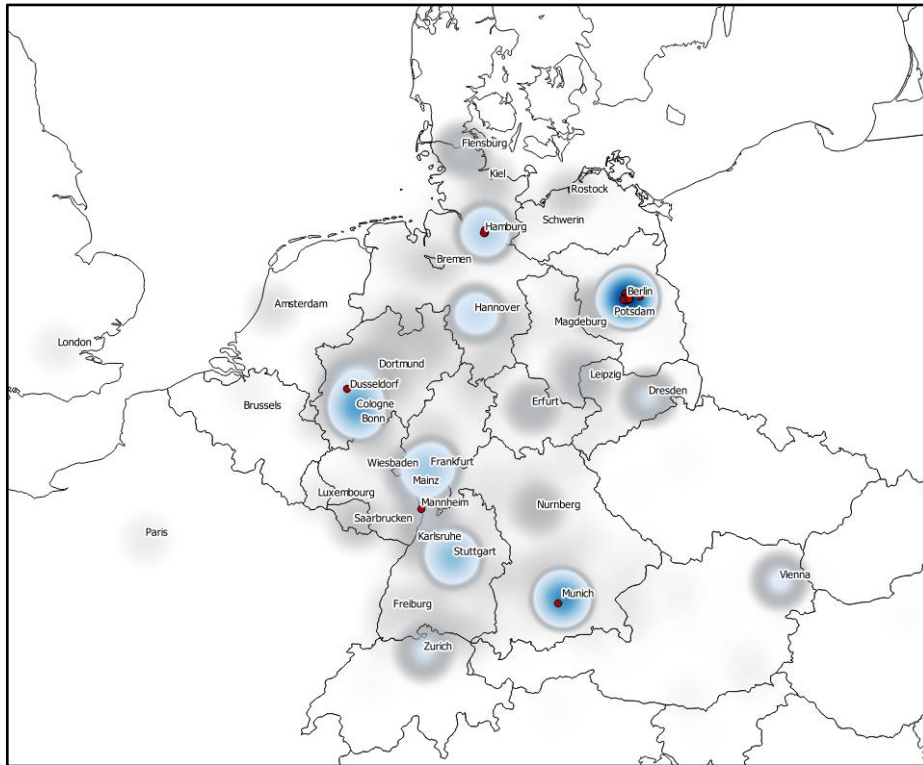 Flensburg
Kiel
Rostock
Schwerin
Hamburg
Bremen
Berlin
Amsterdam
Hannover
Potsdam
Magdeburg
London
Dortmund
Leipzig
Dusseldorf
Dresden
Brussels
Cologne
Erfurt
Bonn
Wiesbaden
Frankfurt
Mainz
Luxembourg
Mannheim
Nurnberg
Saarbrucken
Paris
Karlsruhe
Stuttgart
Vienna
Munich
Freiburg
Zurich